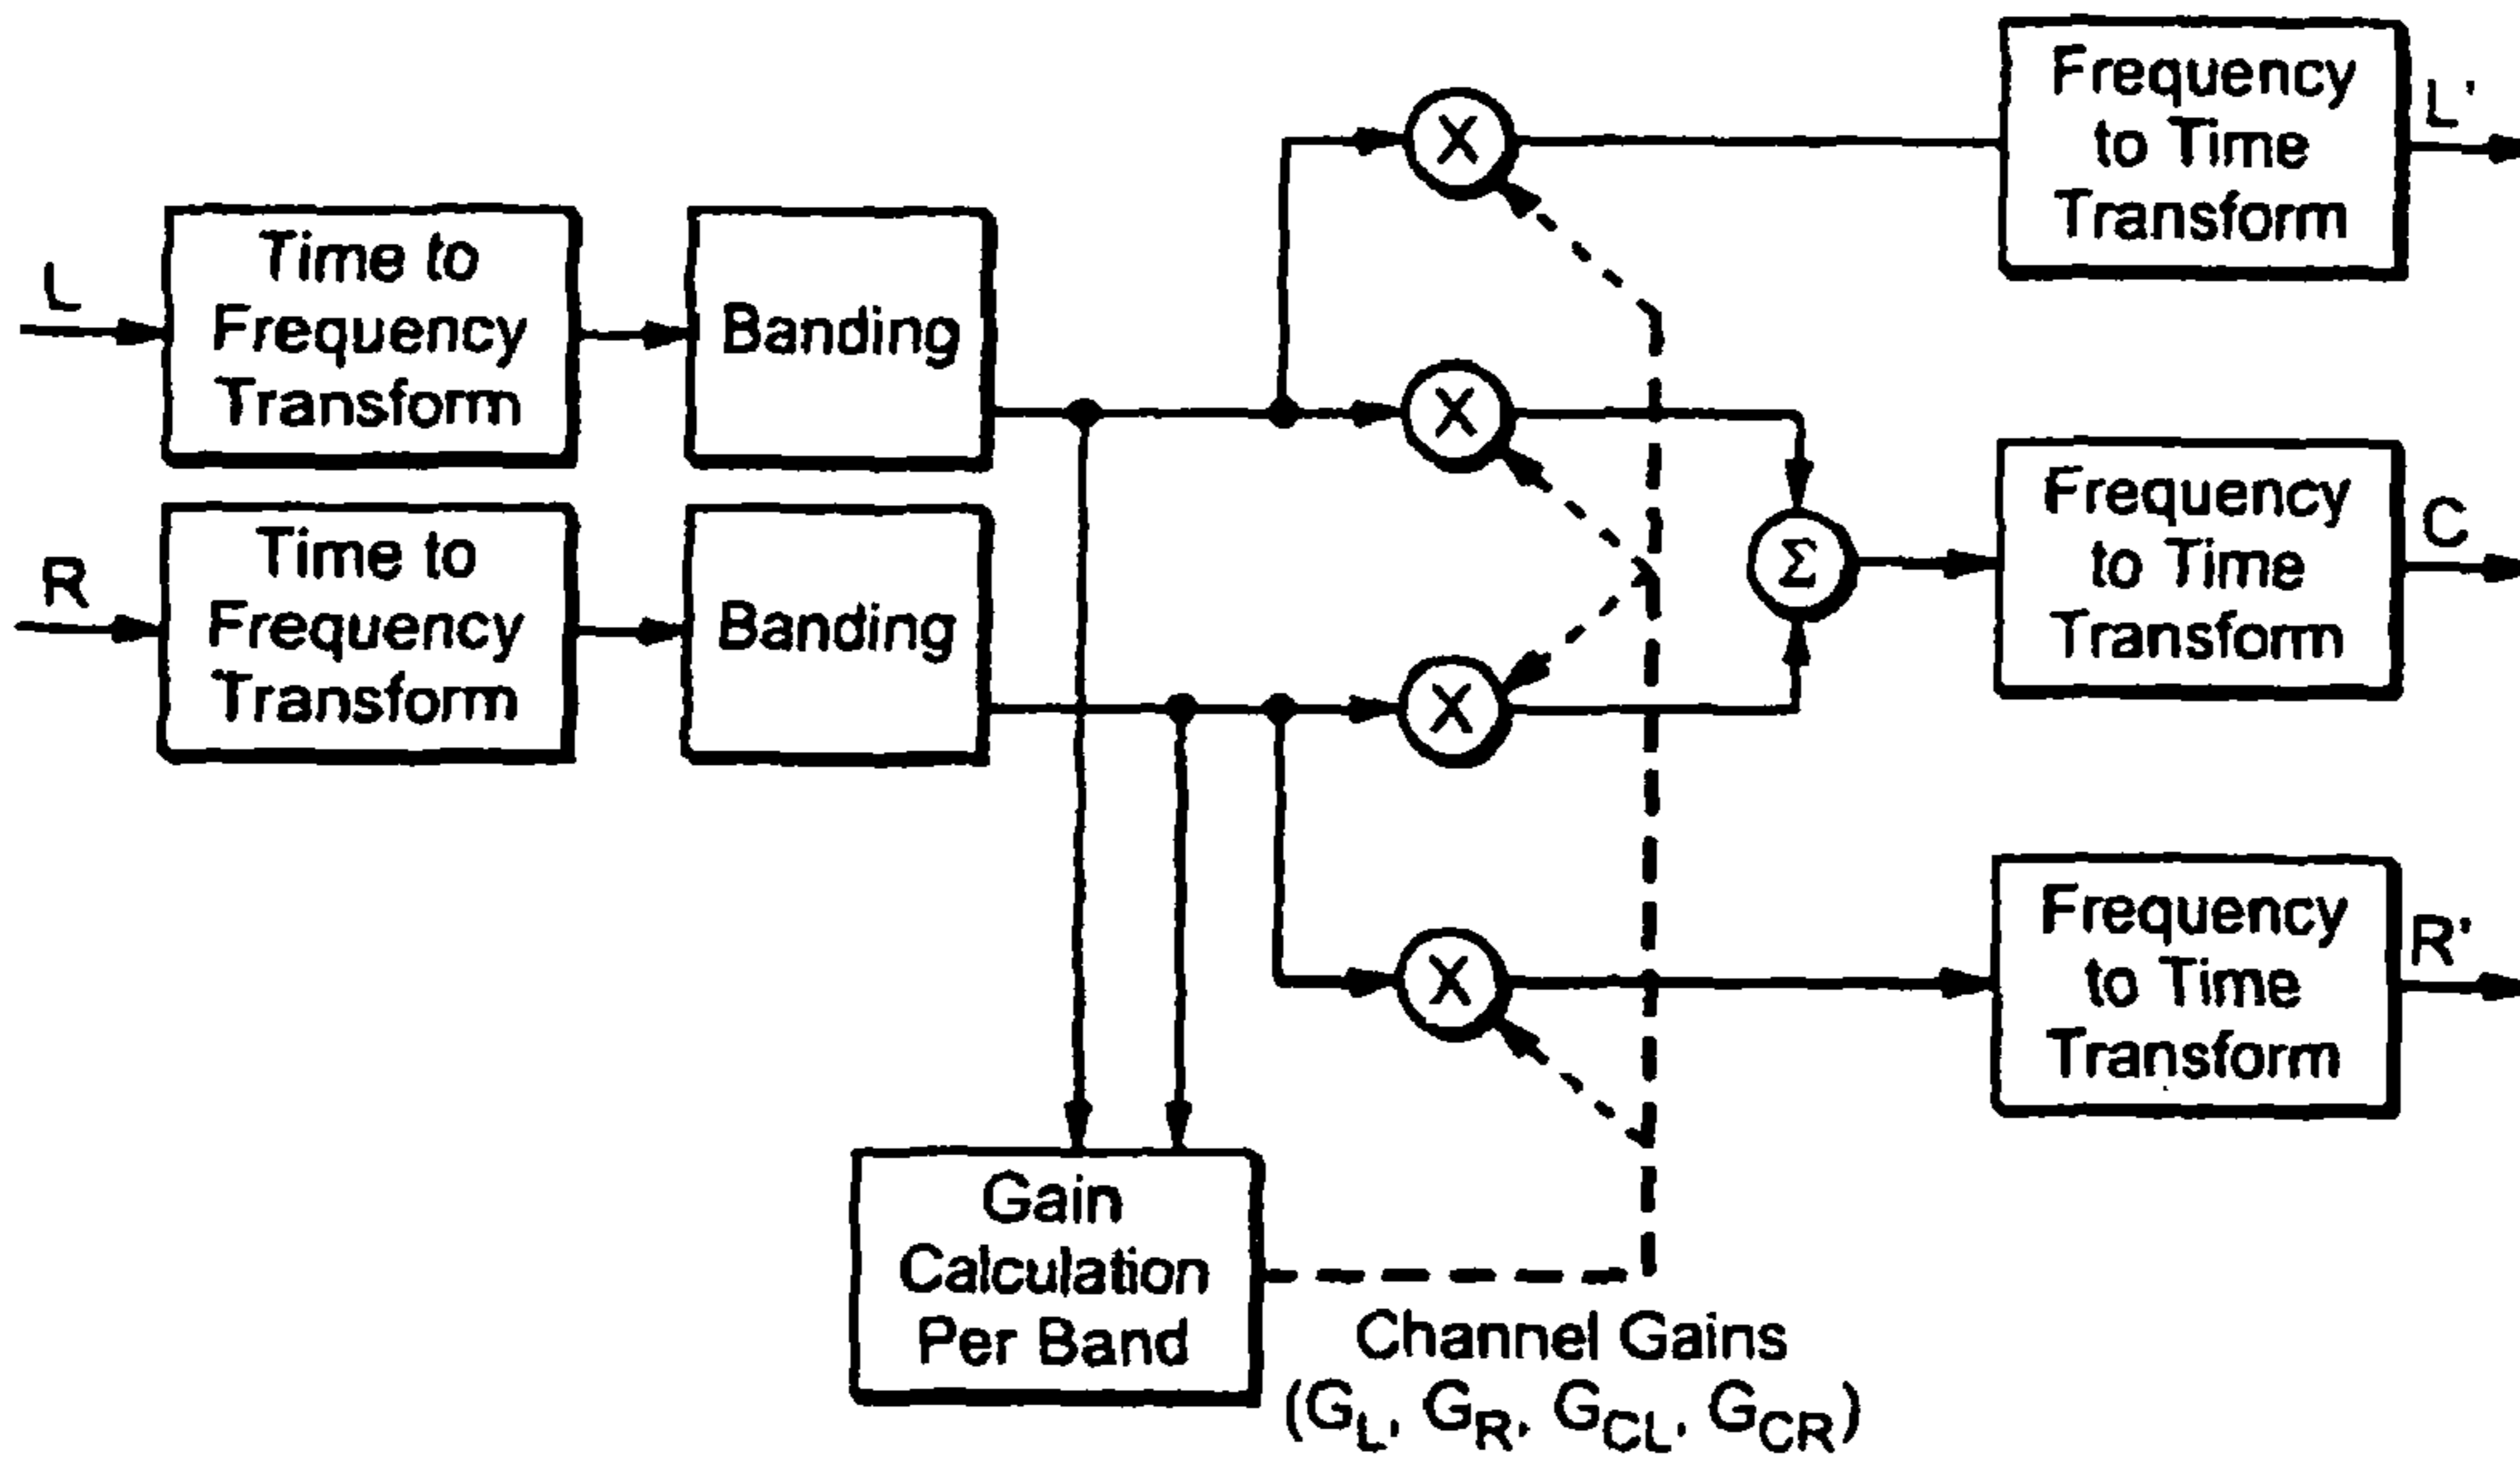 L
Time to
Frequency
Transform
Banding
R
Time to
Frequency
Transform
Banding
X
X
X
X
Σ
Frequency
to Time
Transform
L'
Frequency
to Time
Transform
C
Frequency
to Time
Transform
R'
Gain
Calculation
Per Band
Channel Gains
(G_L, G_R, G_CL, G_CR)